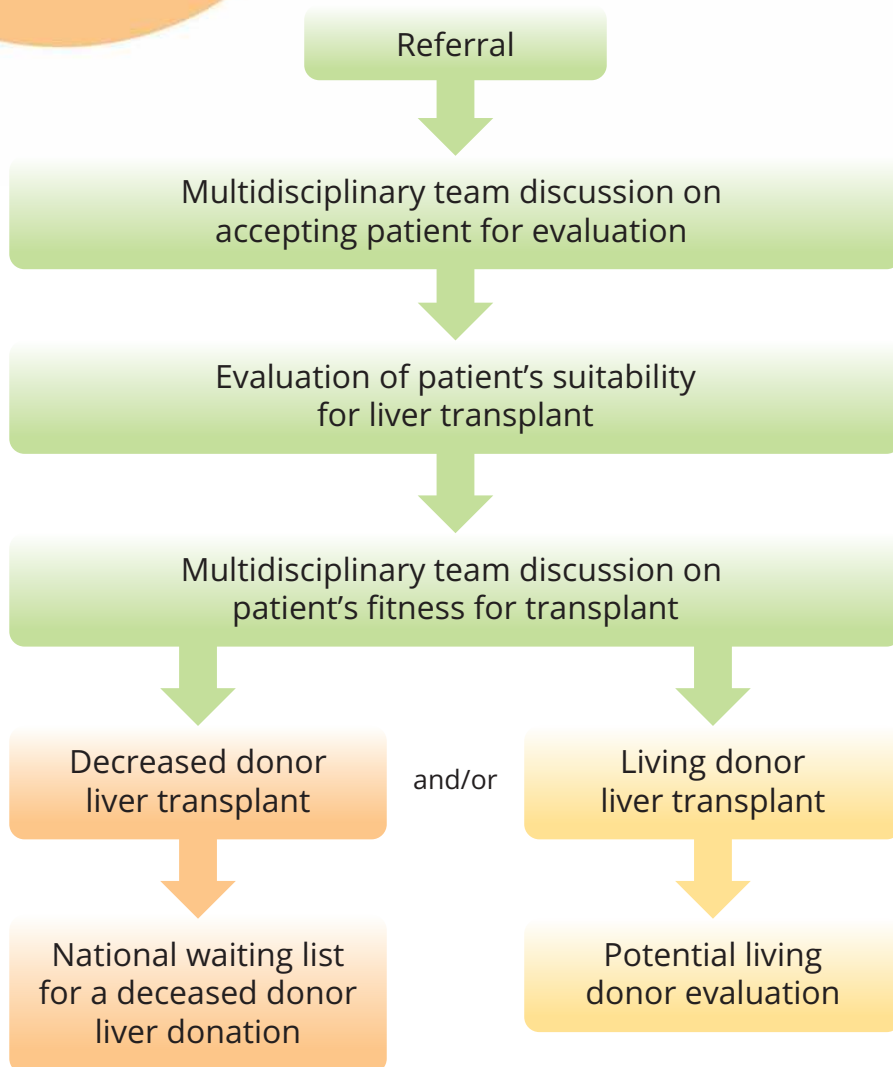 Referral
Multidisciplinary team discussion on
accepting patient for evaluation
Evaluation of patient’s suitability
for liver transplant
Multidisciplinary team discussion on
patient’s fitness for transplant
Decreased donor
liver transplant
and/or
Living donor
liver transplant
National waiting list
for a deceased donor
liver donation
Potential living
donor evaluation